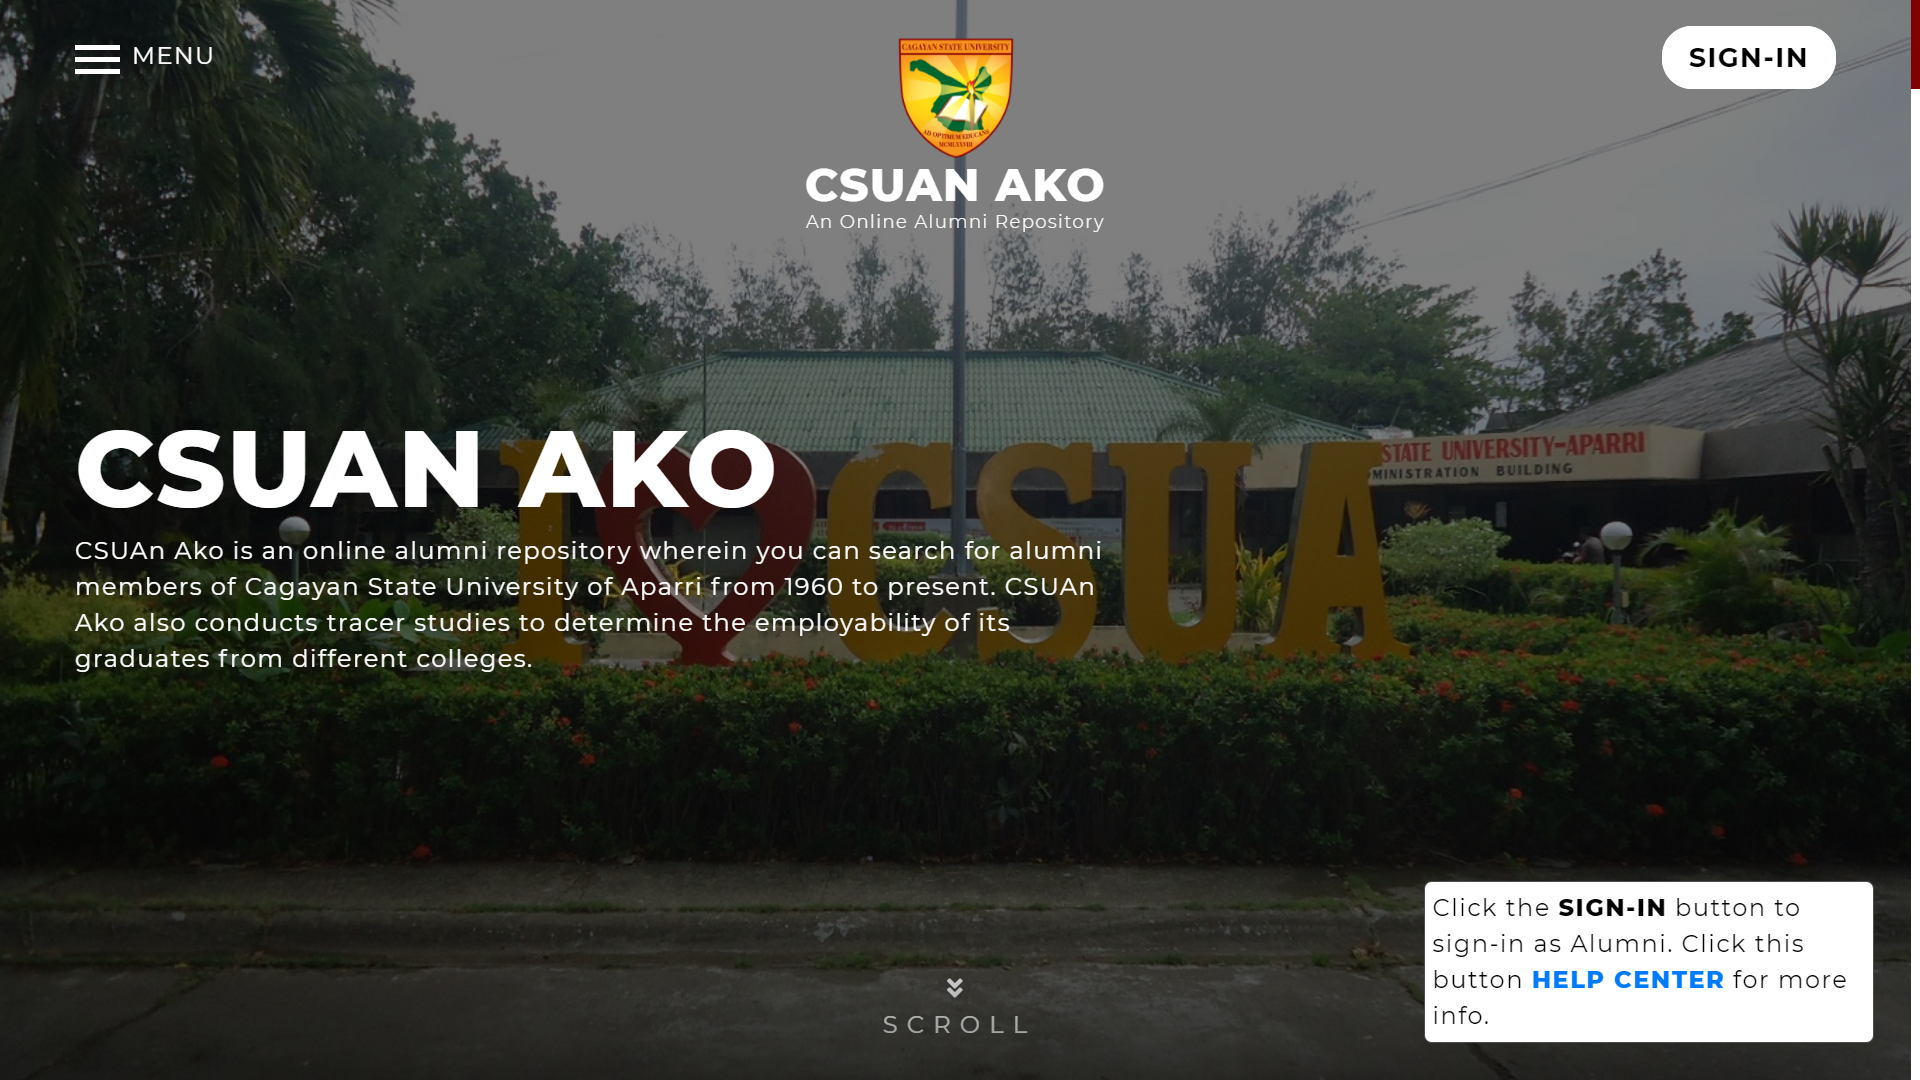 MENU
SIGN-IN
CAGAYAN STATE UNIVERSITY
AD OPTIMUM EDUCANS
MCMLXXVIII
CSUAN AKO
An Online Alumni Repository
STATE UNIVERSITY-APARRI
MINISTRATION BUILDING
I CSUA
CSUAN AKO
CSUAn Ako is an online alumni repository wherein you can search for alumni
members of Cagayan State University of Aparri from 1960 to present. CSUAn
Ako also conducts tracer studies to determine the employability of its
graduates from different colleges.
Click the SIGN-IN button to
sign-in as Alumni. Click this
button HELP CENTER for more
info.
SCROLL